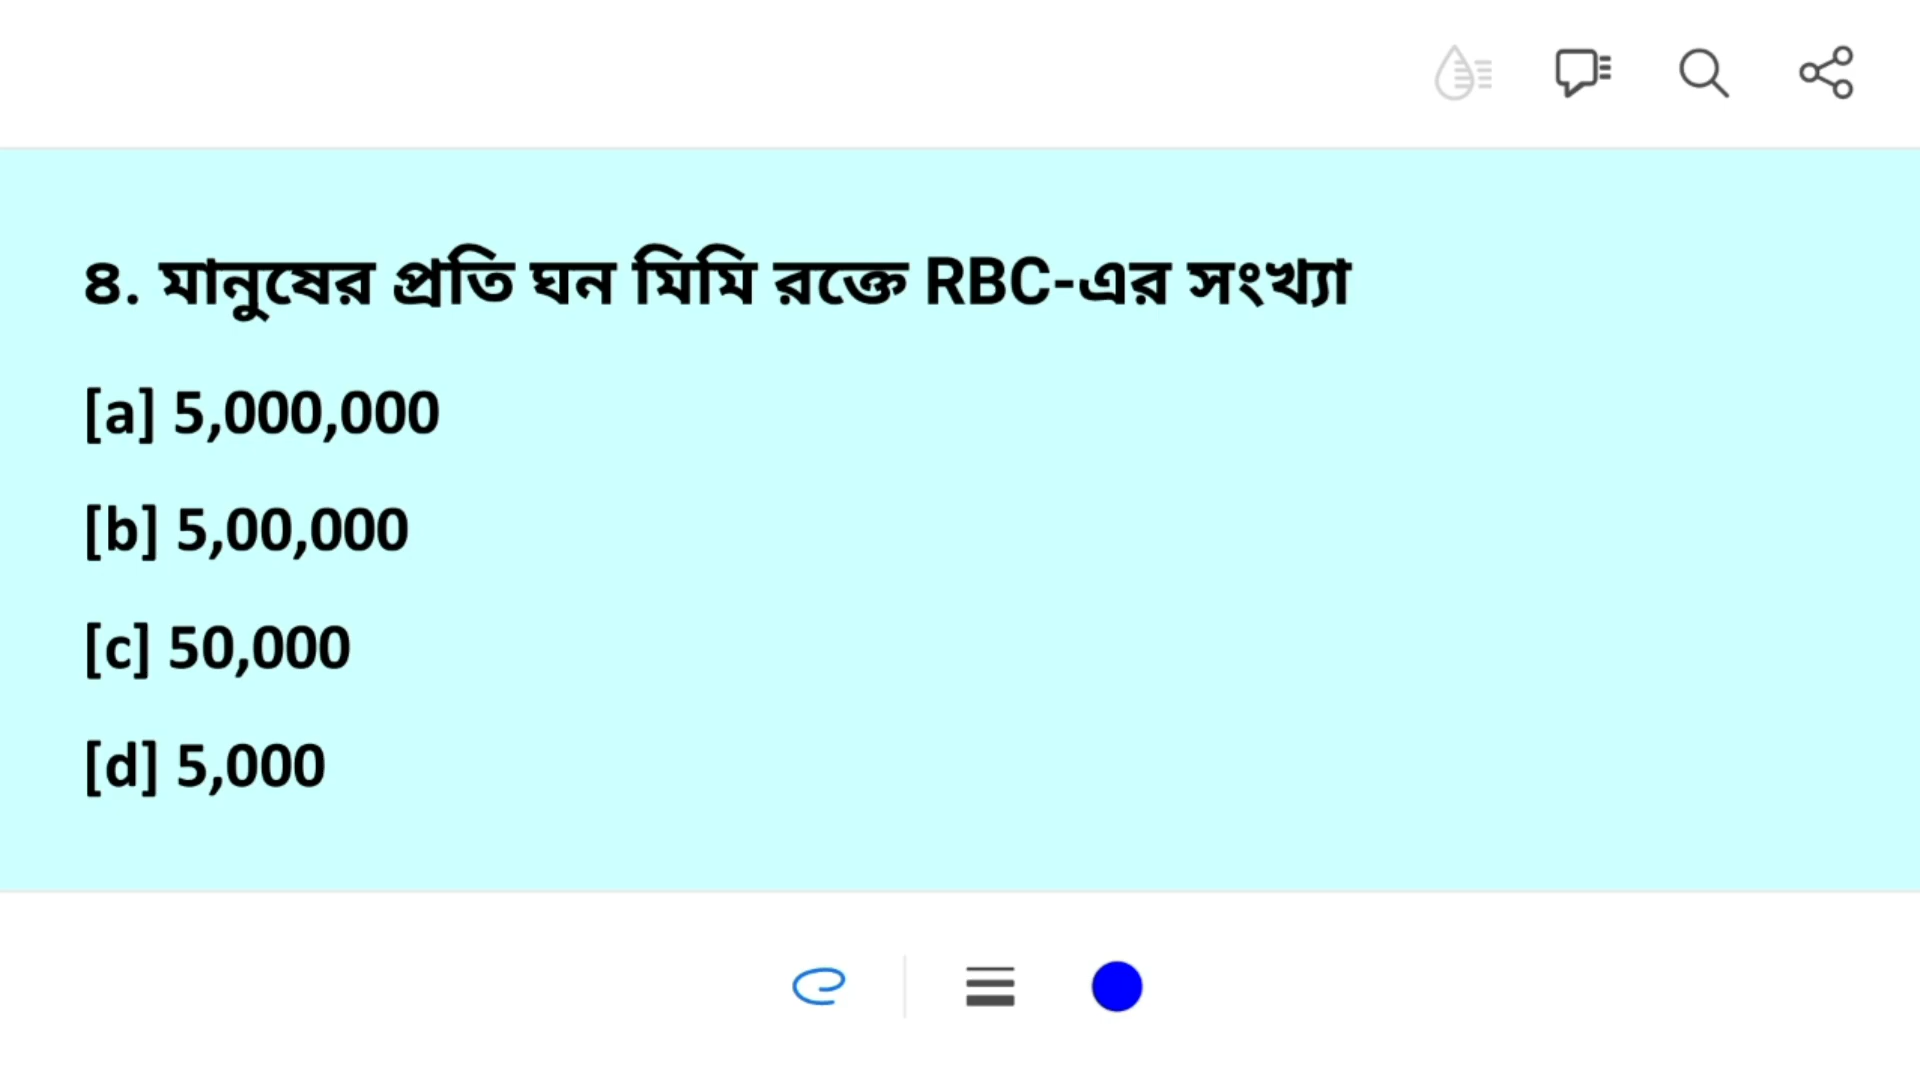 ৪. মানুষের প্রতি ঘন মিমি রক্তে RBC-এর সংখ্যা
[a] 5,000,000
[b] 5,00,000
[c] 50,000
[d] 5,000